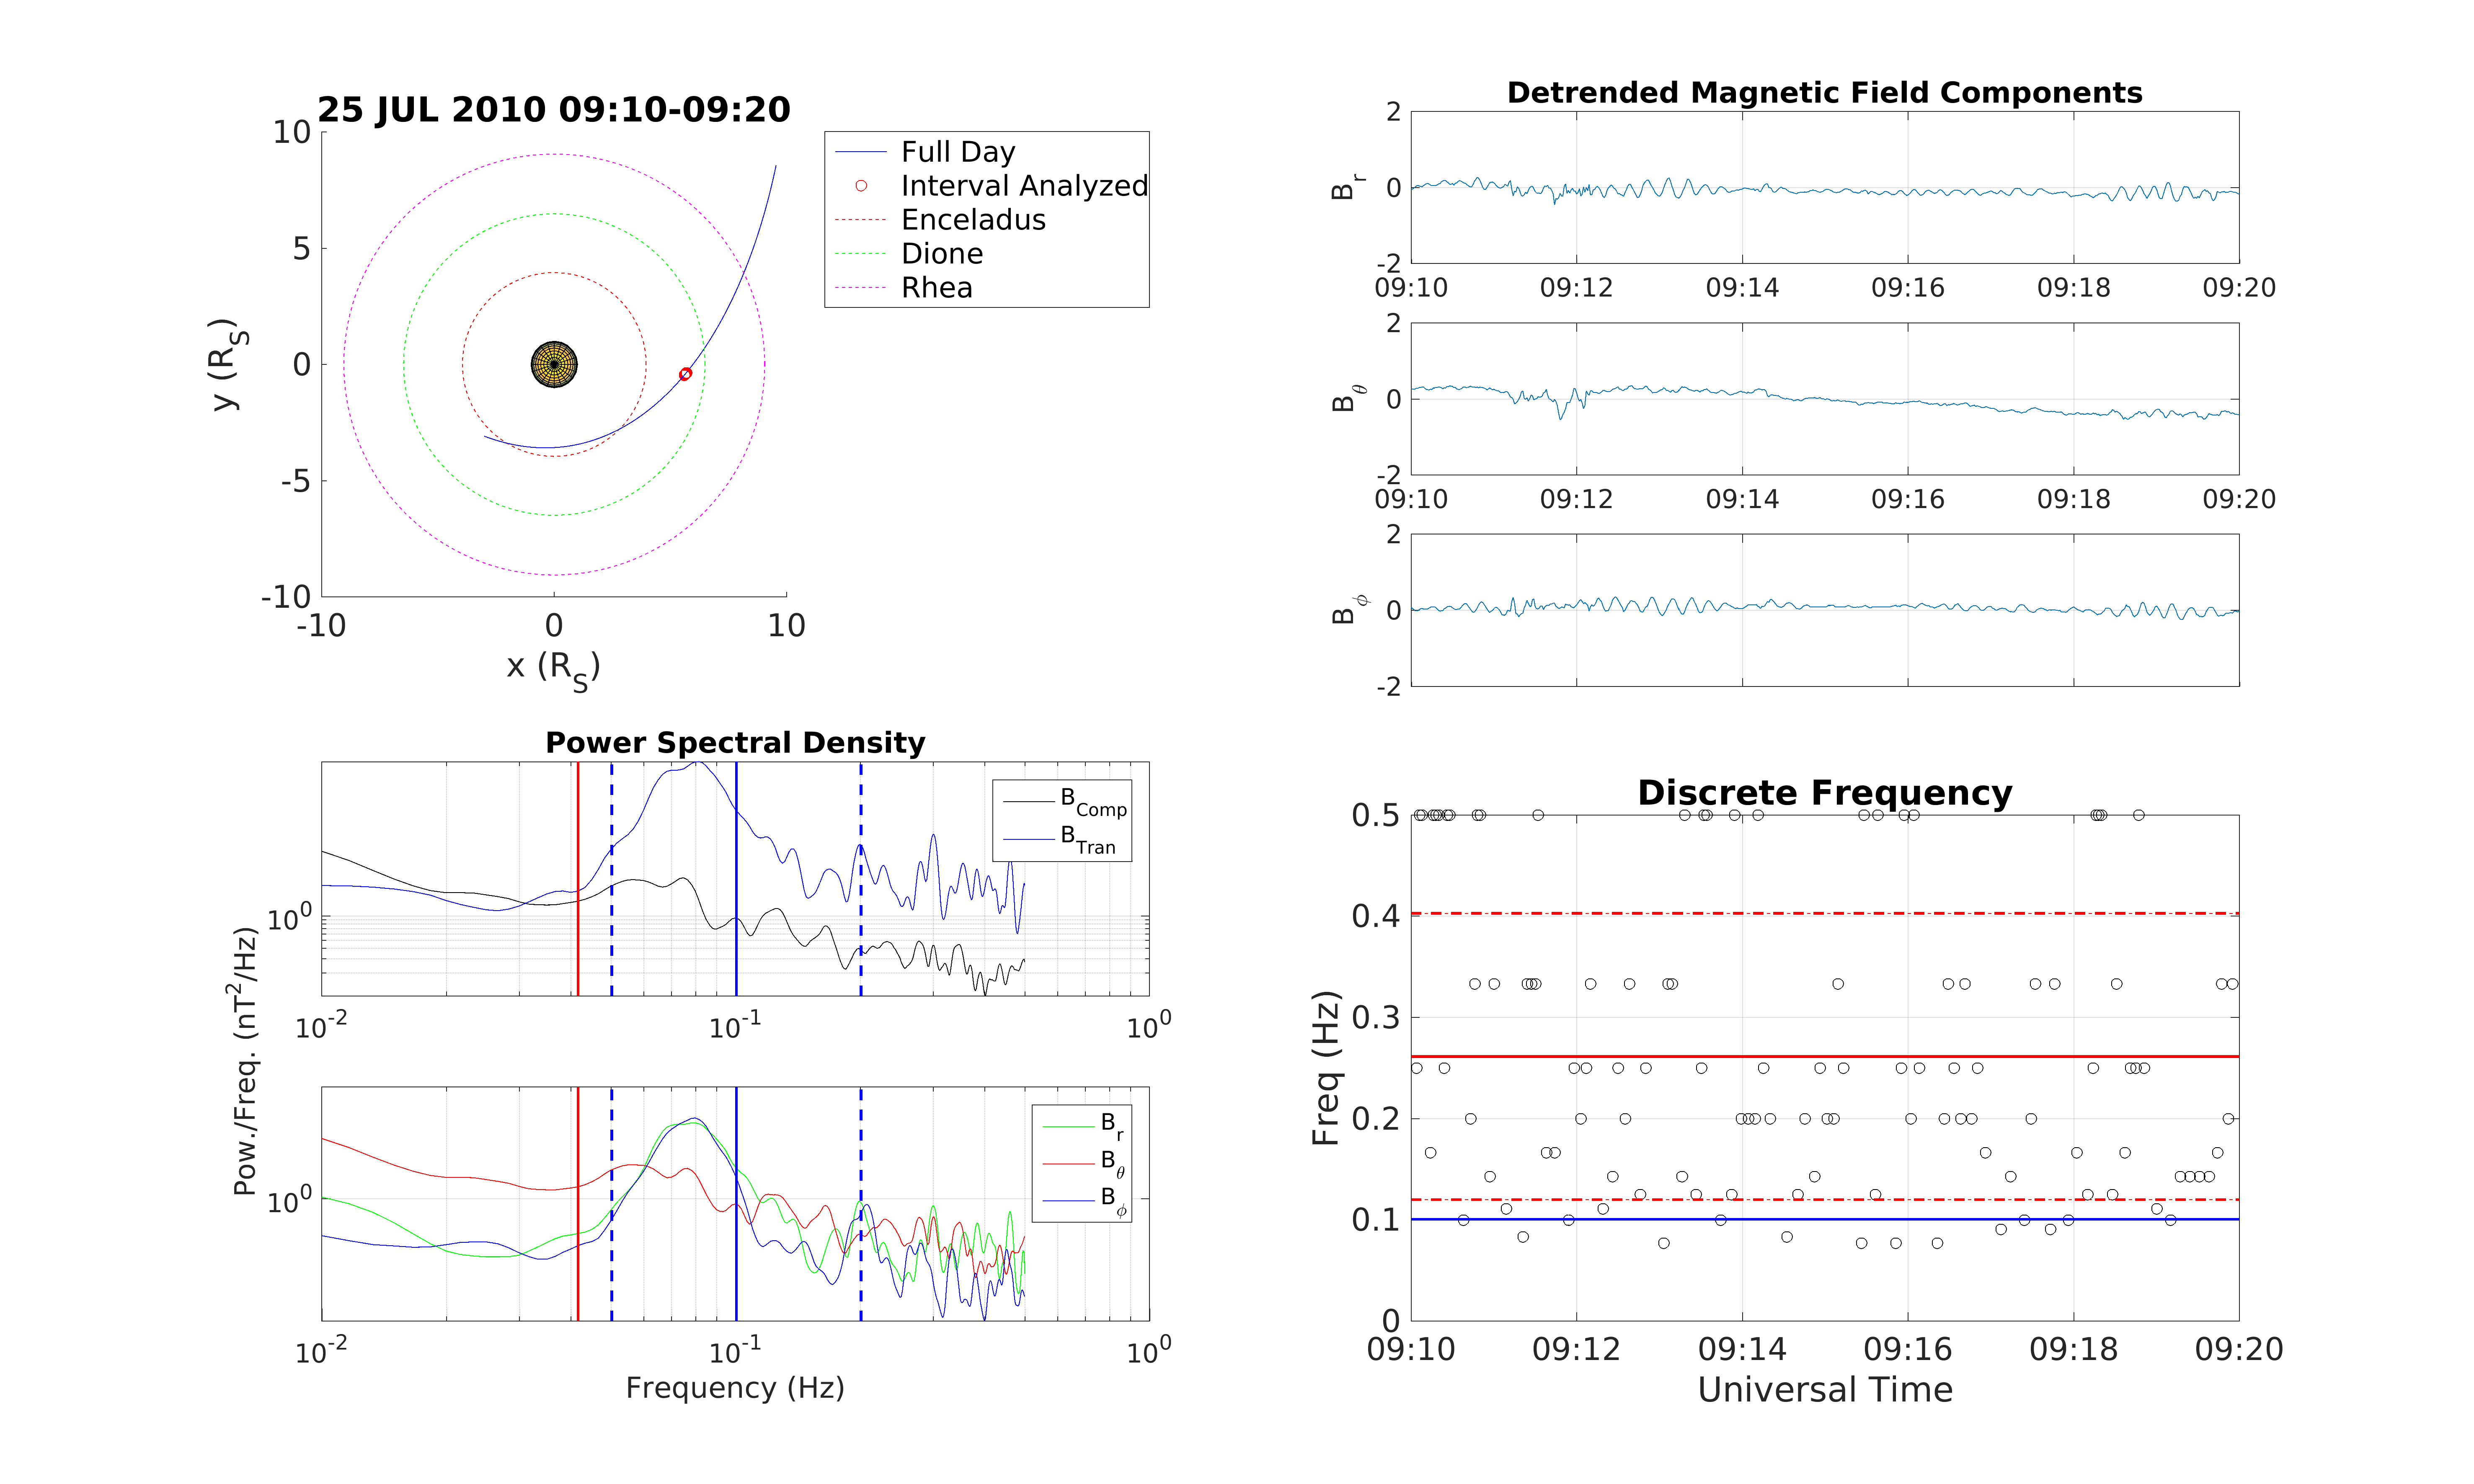 25 JUL 2010 09:10-09:20
10
5
0
-5
-10
-10 0 10
y (R_S)
x (R_S)
Full Day
Interval Analyzed
Enceladus
Dione
Rhea
Detrended Magnetic Field Components
2
0
-2
B_r
09:10 09:12 09:14 09:16 09:18 09:20
2
0
-2
B_θ
09:10 09:12 09:14 09:16 09:18 09:20
2
0
-2
B_ϕ
Power Spectral Density
B_Comp
B_Tran
10^0
10^-2 10^-1 10^0
Pow./Freq. (nT^2/Hz)
B_r
B_θ
B_ϕ
10^0
10^-2 10^-1 10^0
Frequency (Hz)
Discrete Frequency
0.5
0.4
0.3
0.2
0.1
0
Freq (Hz)
09:10 09:12 09:14 09:16 09:18 09:20
Universal Time